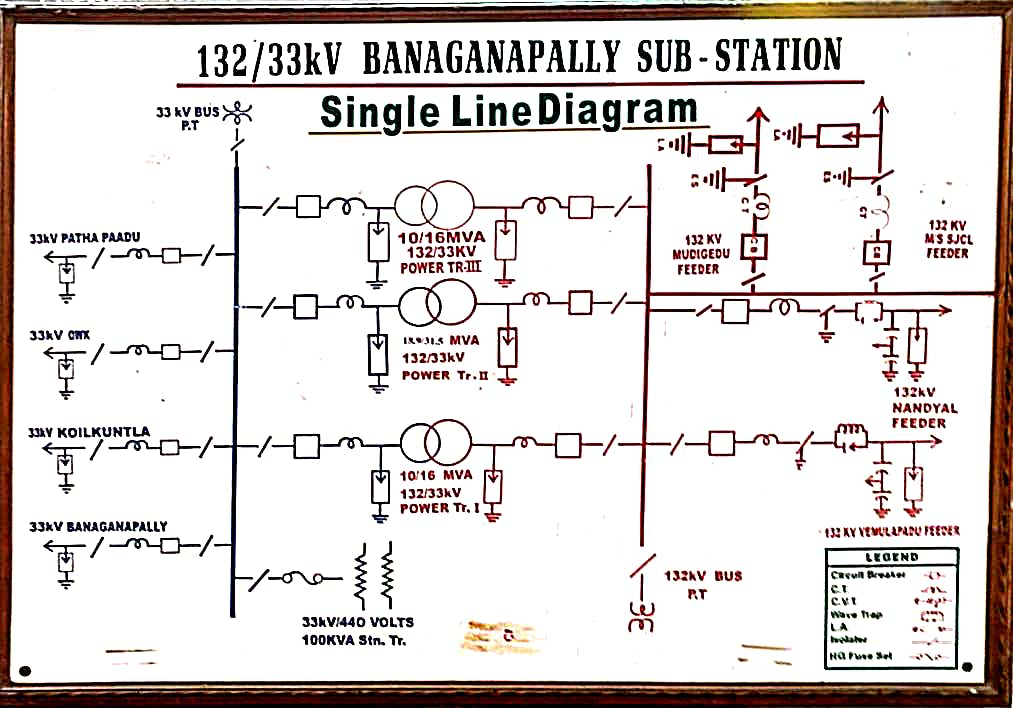 132/33kV BANAGANAPALLY SUB-STATION
Single Line Diagram
33 kV BUS
P.T
33kV PATHA PAADU
33kV OWK
33kV KOILKUNTLA
33kV BANAGANAPALLY
10/16MVA
132/33KV
POWER TR-III
MVA
132/33kV
POWER Tr.II
10/16 MVA
132/33kV
POWER Tr.I
33kV/440 VOLTS
100KVA Stn. Tr.
132kV BUS
P.T
132 KV
MUDIGEDU
FEEDER
132 KV
M S SJCL
FEEDER
132kV
NANDYAL
FEEDER
132 KV VEMULAPADU FEEDER
LEGEND
Circuit Breaker
C.T
C.V.T
Wave Trap
L.A
Isolator
HG Fuse Set